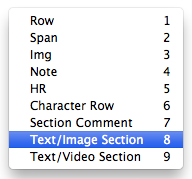 Row 1
Span 2
Img 3
Note 4
HR 5
Character Row 6
Section Comment 7
Text/Image Section 8
Text/Video Section 9